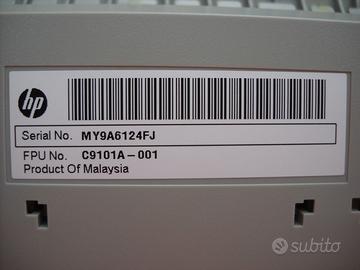 hp
Serial No. MY9A6124FJ
FPU No. C9101A-001
Product Of Malaysia
subito